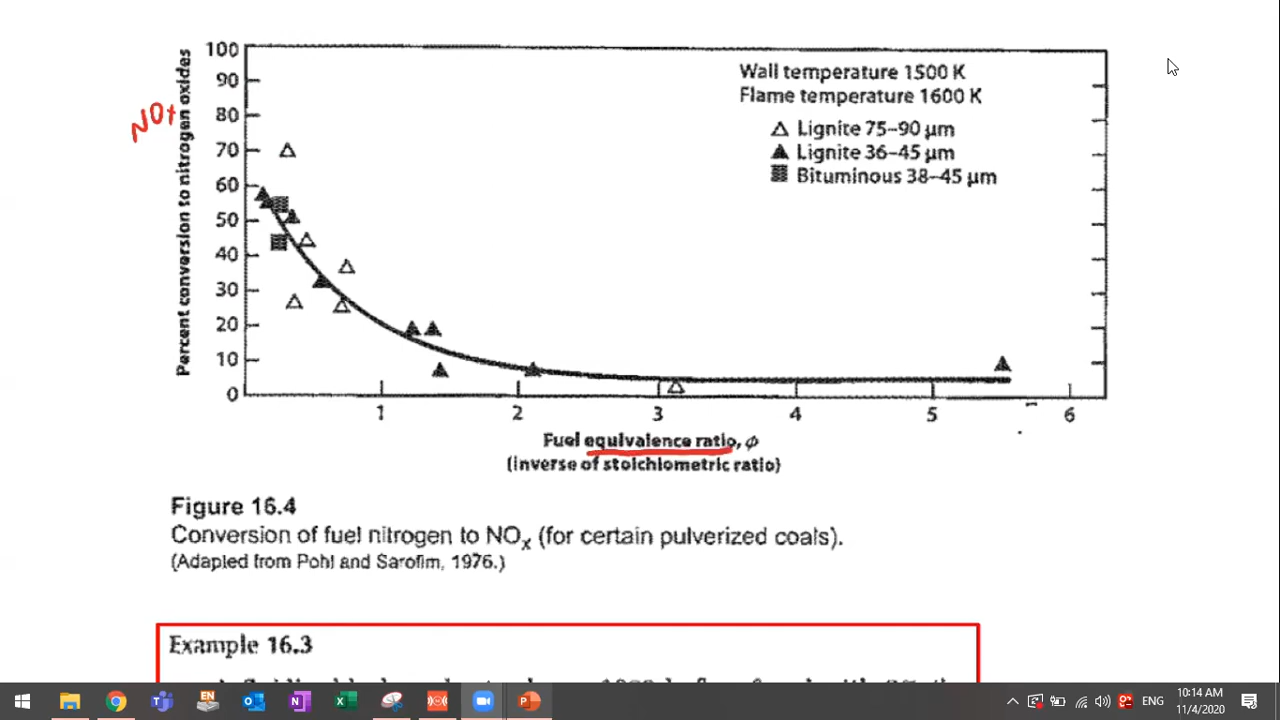 100
Percent conversion to nitrogen oxides
NOx
90
80
70
60
50
40
30
20
10
0
Wall temperature 1500 K
Flame temperature 1600 K
Lignite 75–90 µm
Lignite 36–45 µm
Bituminous 38–45 µm
1 2 3 4 5 6
Fuel equivalence ratio, ϕ
(inverse of stoichiometric ratio)
Figure 16.4
Conversion of fuel nitrogen to NOx (for certain pulverized coals).
(Adapted from Pohl and Sarofim, 1976.)
Example 16.3
EN
ENG
10:14 AM
11/4/2020